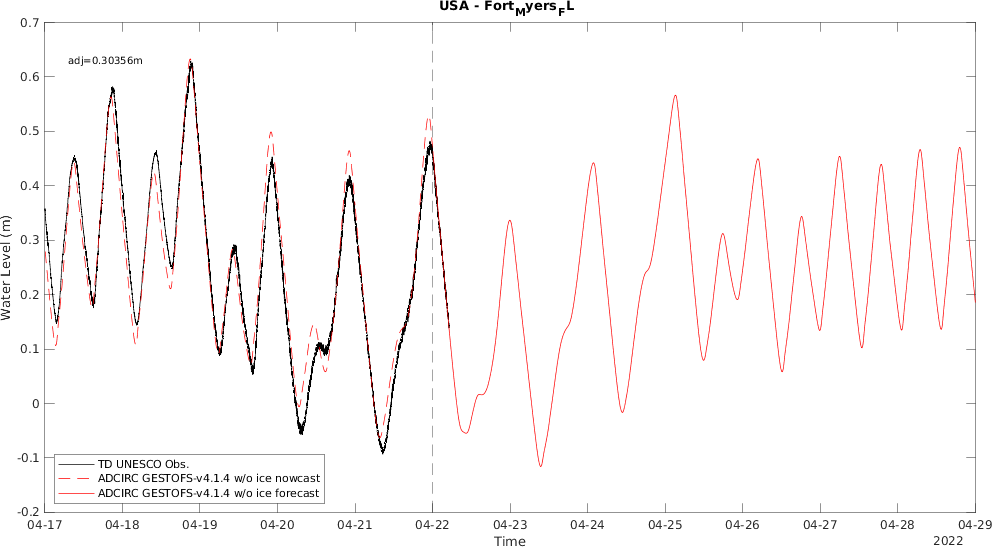 USA - Fort_Myers_FL
adj=0.30356m
0.7
0.6
0.5
0.4
0.3
0.2
0.1
0
-0.1
-0.2
Water Level (m)
TD UNESCO Obs.
ADCIRC GESTOFS-v4.1.4 w/o ice nowcast
ADCIRC GESTOFS-v4.1.4 w/o ice forecast
04-17 04-18 04-19 04-20 04-21 04-22 04-23 04-24 04-25 04-26 04-27 04-28 04-29
Time
2022